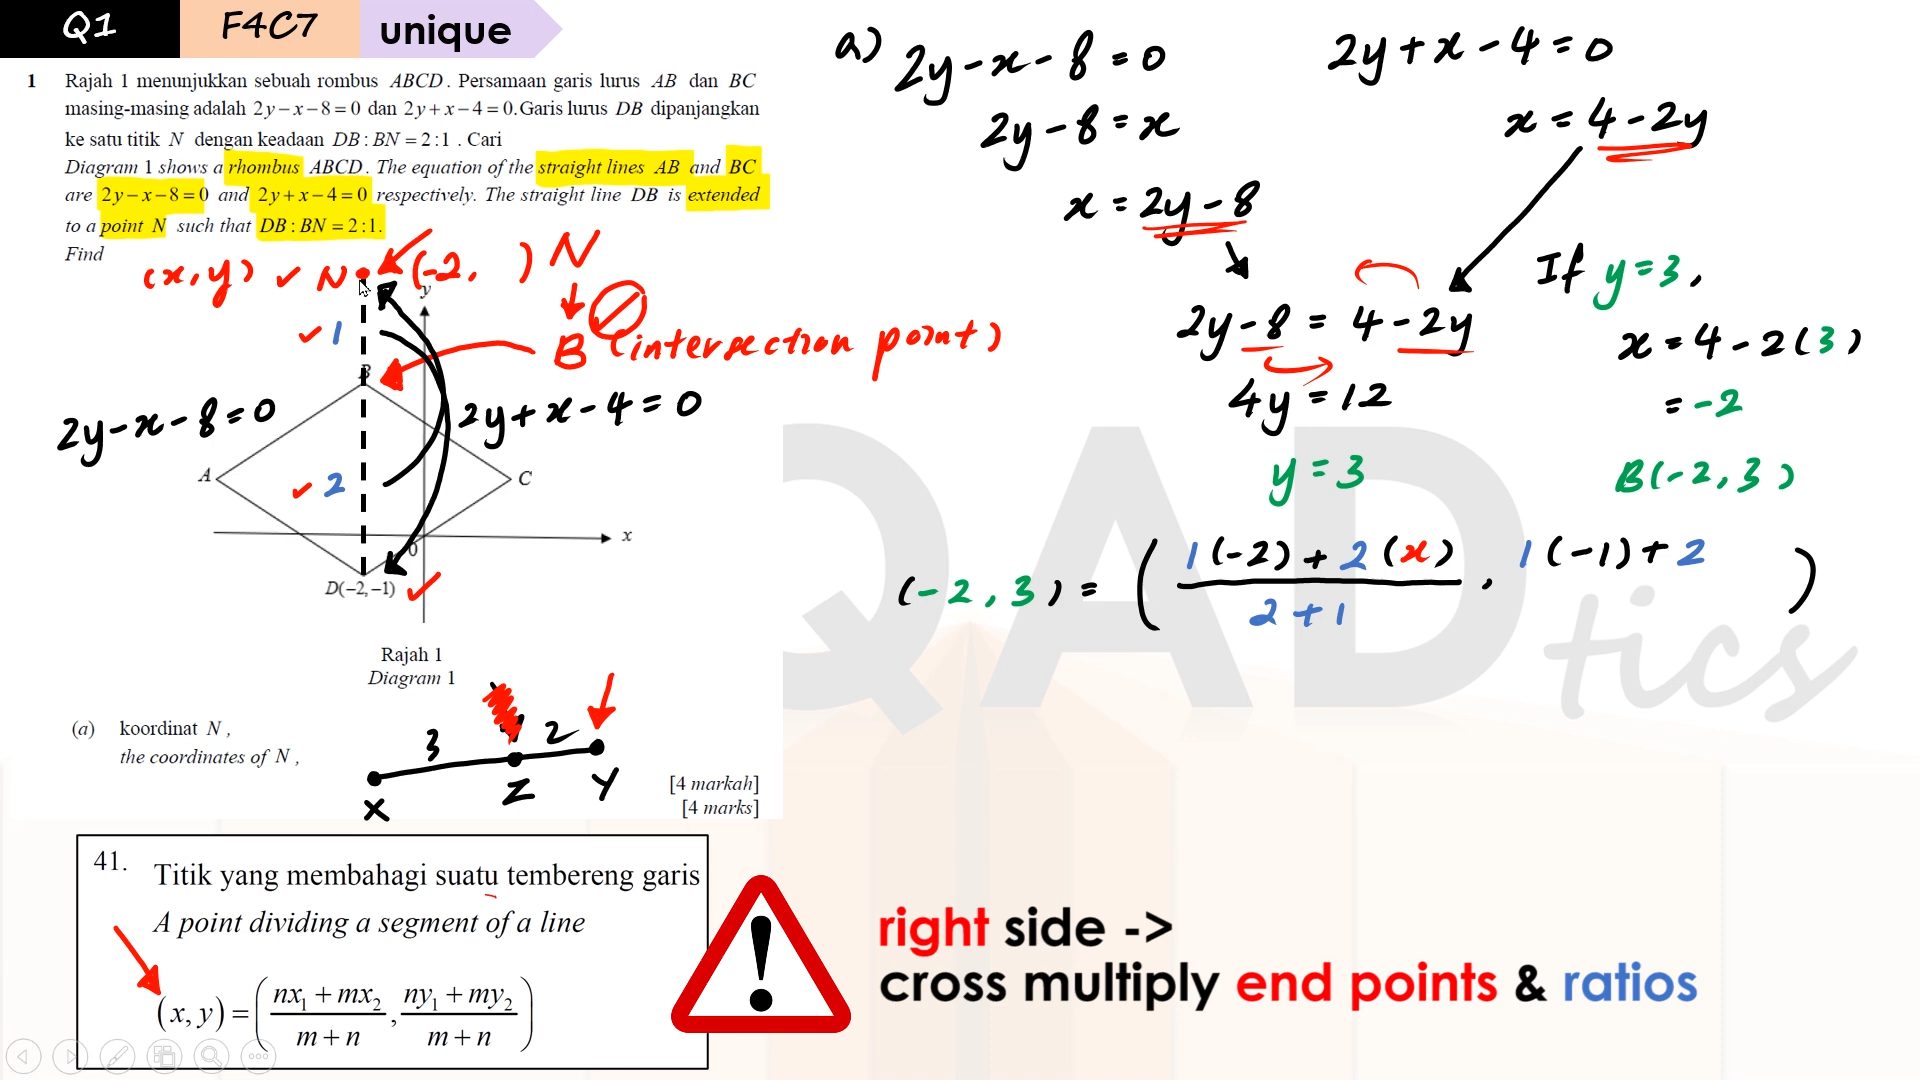 Q1
F4C7
unique
1 Rajah 1 menunjukkan sebuah rombus ABCD. Persamaan garis lurus AB dan BC
masing-masing adalah 2y−x−8=0 dan 2y+x−4=0.Garis lurus DB dipanjangkan
ke satu titik N dengan keadaan DB:BN=2:1. Cari
Diagram 1 shows a rhombus ABCD. The equation of the straight lines AB and BC
are 2y−x−8=0 and 2y+x−4=0 respectively. The straight line DB is extended
to a point N such that DB:BN=2:1.
Find
(x,y) ✓ N (-2, ) N
y
✓ 1
B (intersection point)
B
2y-x-8=0
2y+x-4=0
A
✓ 2
C
x
0
D(−2,−1) ✓
Rajah 1
Diagram 1
(a) koordinat N,
the coordinates of N,
3 2
X Z Y
[4 markah]
[4 marks]
41. Titik yang membahagi suatu tembereng garis
A point dividing a segment of a line
(x, y) = (nx₁ + mx₂ / m + n, ny₁ + my₂ / m + n)
a) 2y-x-8=0
2y-8=x
x=2y-8
2y+x-4=0
x=4-2y
2y-8=4-2y
4y=12
y=3
If y=3,
x=4-2(3)
=-2
B(-2,3)
(-2,3) = (1(-2)+2(x) / 2+1, 1(-1)+2 )
QADtics
right side ->
cross multiply end points & ratios